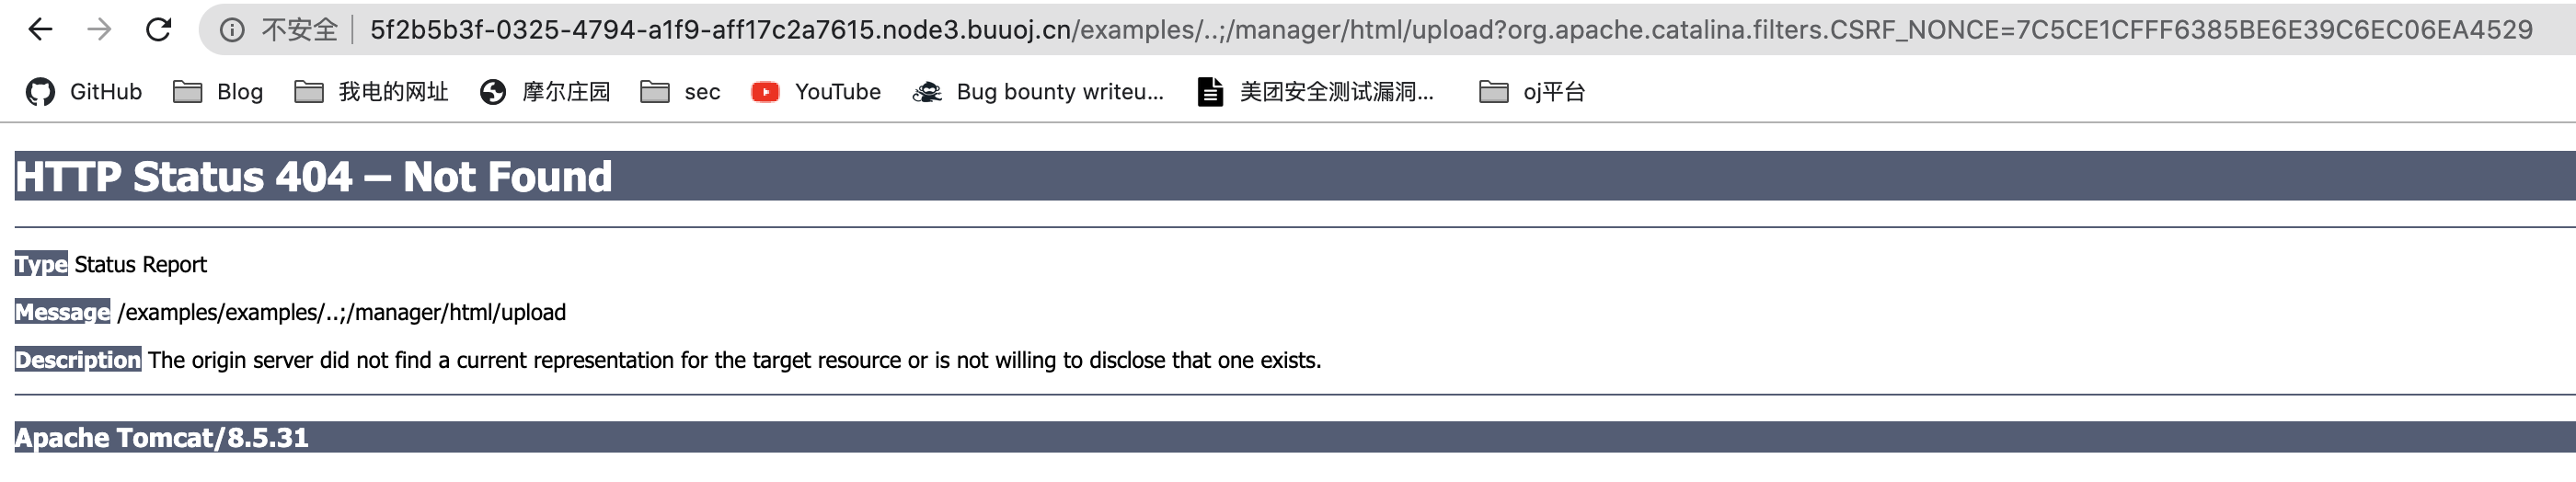 不安全 5f2b5b3f-0325-4794-a1f9-aff17c2a7615.node3.buuoj.cn/examples/..;/manager/html/upload?org.apache.catalina.filters.CSRF_NONCE=7C5CE1CFFF6385BE6E39C6EC06EA4529
GitHub Blog 我电的网址 摩尔庄园 sec YouTube Bug bounty writeu... 美团安全测试漏洞... oj平台
HTTP Status 404 – Not Found
Type Status Report
Message /examples/examples/..;/manager/html/upload
Description The origin server did not find a current representation for the target resource or is not willing to disclose that one exists.
Apache Tomcat/8.5.31